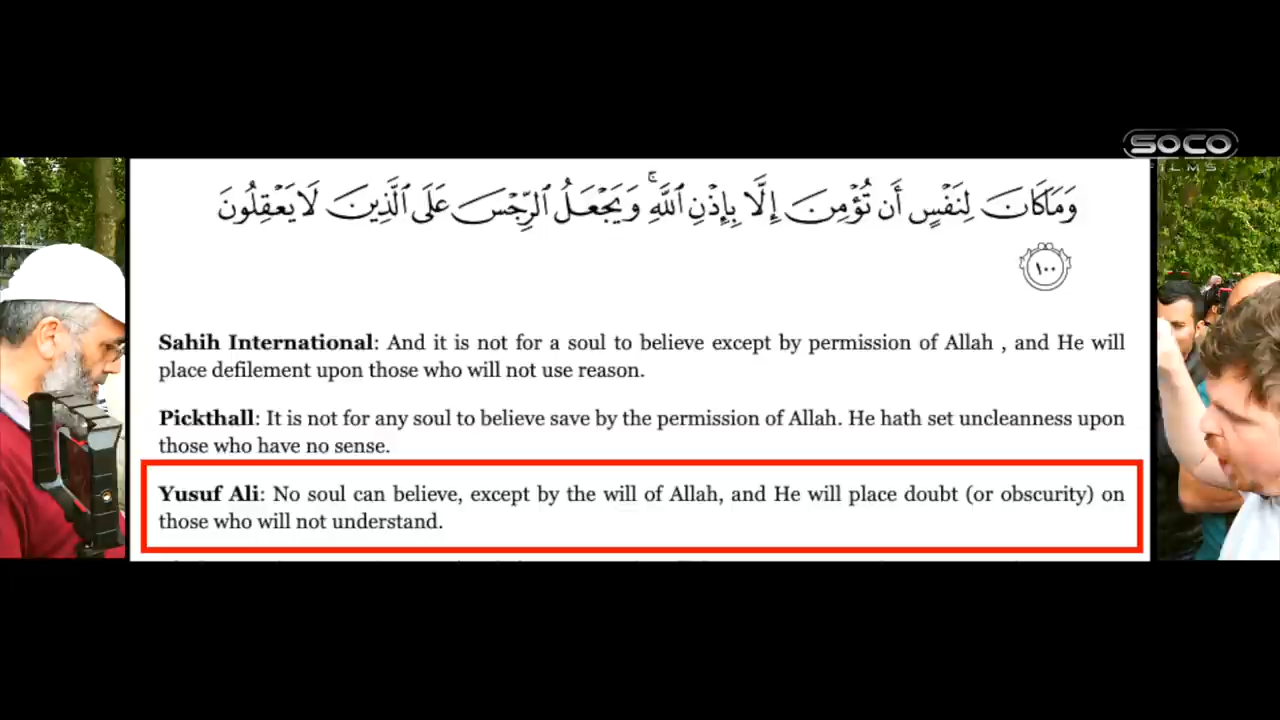 SOCO
FILMS
وَمَا كَانَ لِنَفْسٍ أَن تُؤْمِنَ إِلَّا بِإِذْنِ ٱللَّهِ ۚ وَيَجْعَلُ ٱلرِّجْسَ عَلَى ٱلَّذِينَ لَا يَعْقِلُونَ
١٠٠
Sahih International: And it is not for a soul to believe except by permission of Allah , and He will
place defilement upon those who will not use reason.
Pickthall: It is not for any soul to believe save by the permission of Allah. He hath set uncleanness upon
those who have no sense.
Yusuf Ali: No soul can believe, except by the will of Allah, and He will place doubt (or obscurity) on
those who will not understand.